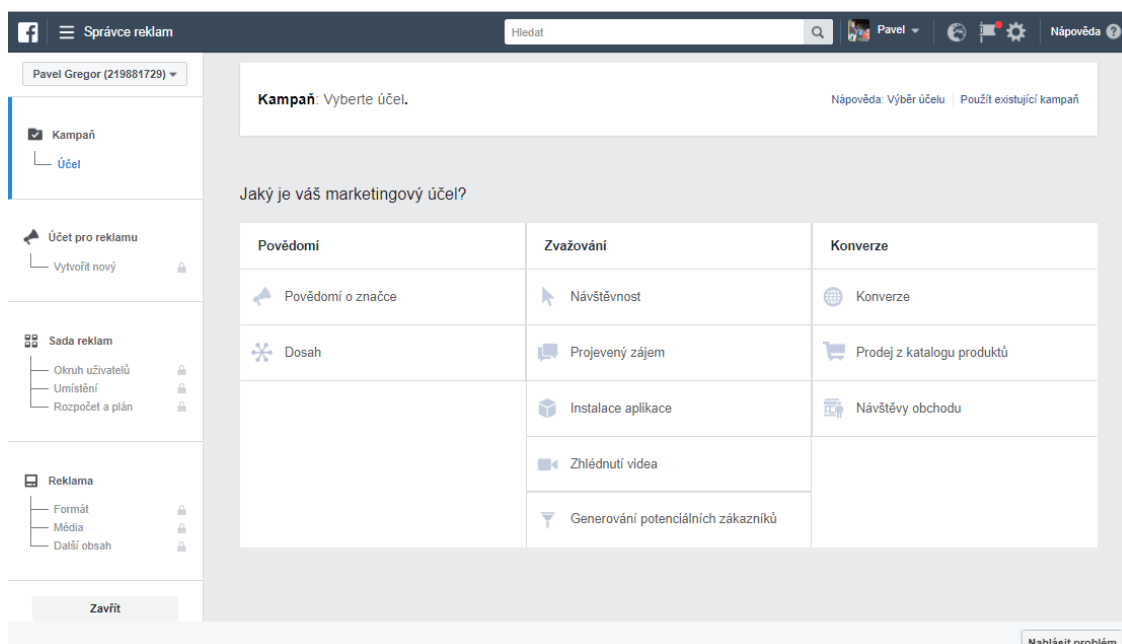 Správce reklam
Hledat
Pavel
Nápověda
Pavel Gregor (219881729)
Kampaň
Účel
Účet pro reklamu
Vytvořit nový
Sada reklam
Okruh uživatelů
Umístění
Rozpočet a plán
Reklama
Formát
Média
Další obsah
Zavřít
Kampaň: Vyberte účel.
Nápověda: Výběr účelu
Použít existující kampaň
Jaký je váš marketingový účel?
Povědomí
Zvažování
Konverze
Povědomí o značce
Návštěvnost
Konverze
Dosah
Projevený zájem
Prodej z katalogu produktů
Instalace aplikace
Návštěvy obchodu
Zhlédnutí videa
Generování potenciálních zákazníků
Nahlásit problém